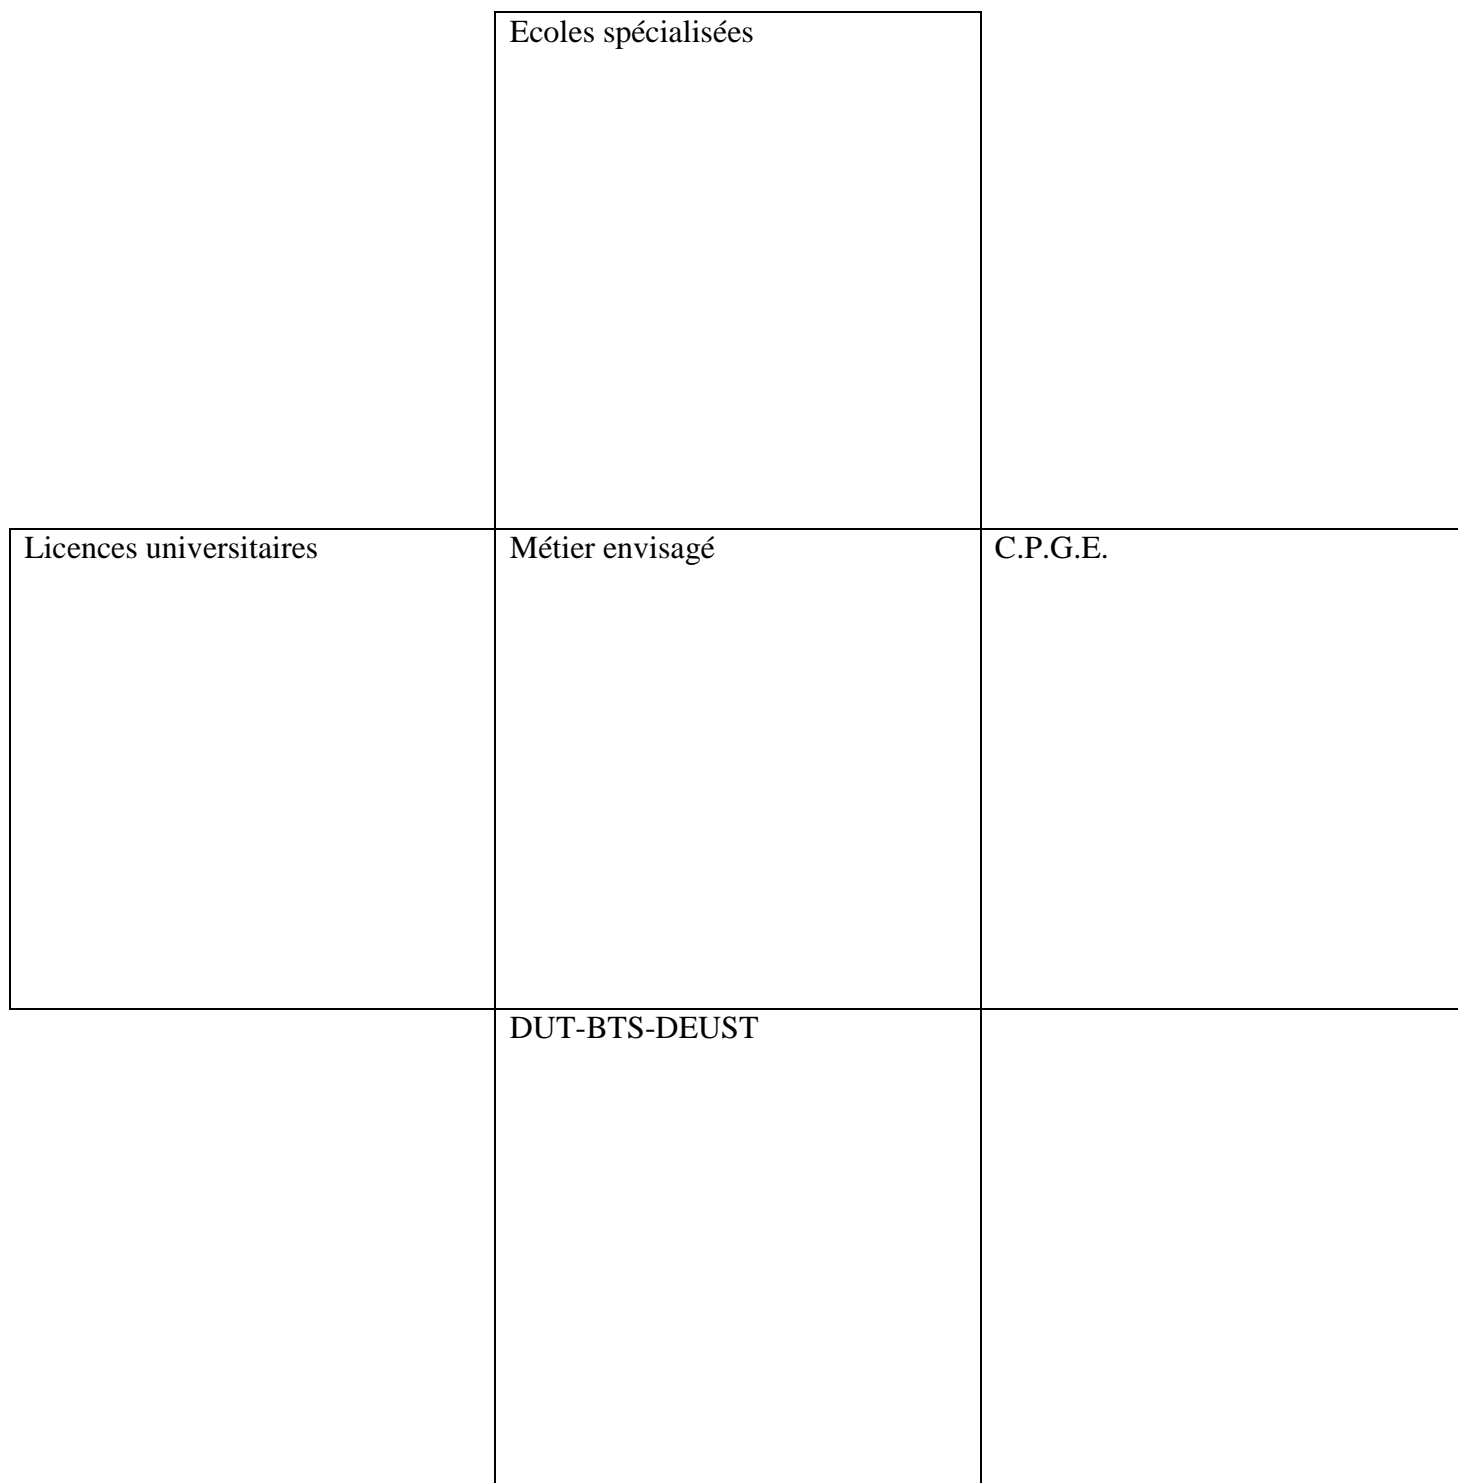 Ecoles spécialisées
Licences universitaires
Métier envisagé
C.P.G.E.
DUT-BTS-DEUST